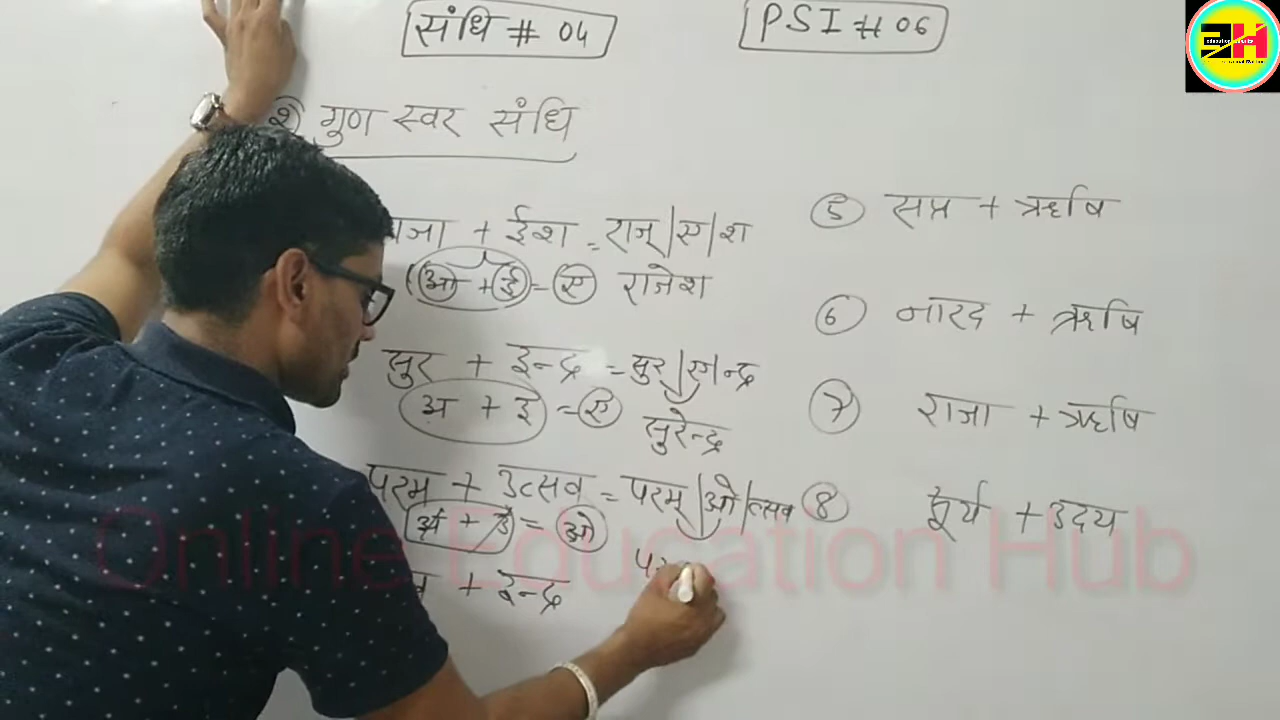 संधि # 04
PSI # 06
२) गुण स्वर संधि
राजा + ईश = राज् | ए | श
(आ + ई) = ए राजेश
सुर + इन्द्र = सुर् | ए | न्द्र
अ + इ = ए
सुरेन्द्र
परम + उत्सव = परम् | ओ | त्सव
अ + उ = ओ
+ इन्द्र
5 सप्त + ऋषि
6 नारद + ऋषि
7 राजा + ऋषि
8 सूर्य + उदय
Online Education Hub